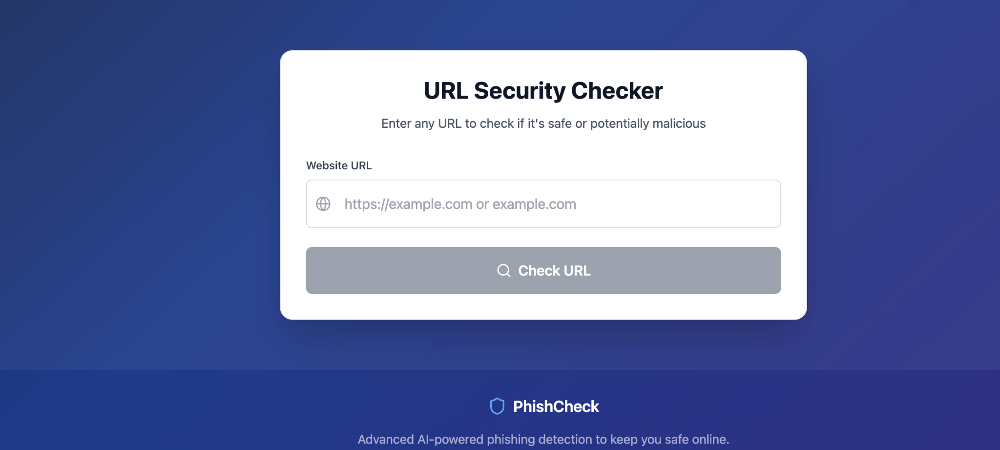 URL Security Checker
Enter any URL to check if it's safe or potentially malicious
Website URL
https://example.com or example.com
Check URL
PhishCheck
Advanced AI-powered phishing detection to keep you safe online.